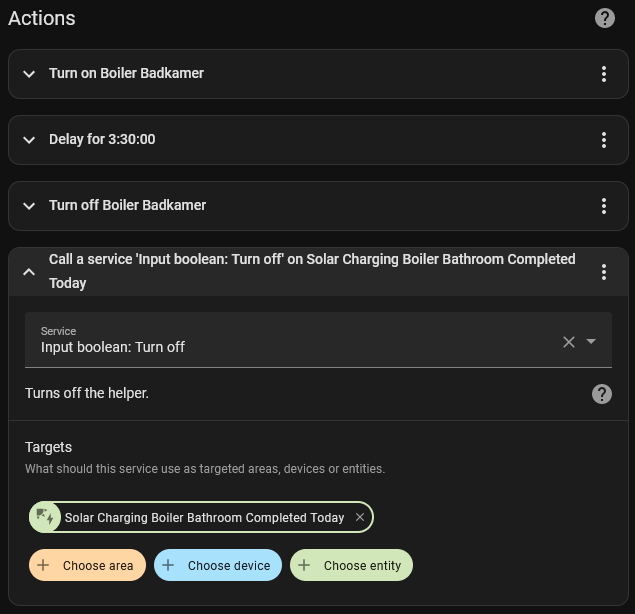 Actions
Turn on Boiler Badkamer
Delay for 3:30:00
Turn off Boiler Badkamer
Call a service 'Input boolean: Turn off' on Solar Charging Boiler Bathroom Completed
Today
Service
Input boolean: Turn off
Turns off the helper.
Targets
What should this service use as targeted areas, devices or entities.
Solar Charging Boiler Bathroom Completed Today
Choose area
Choose device
Choose entity